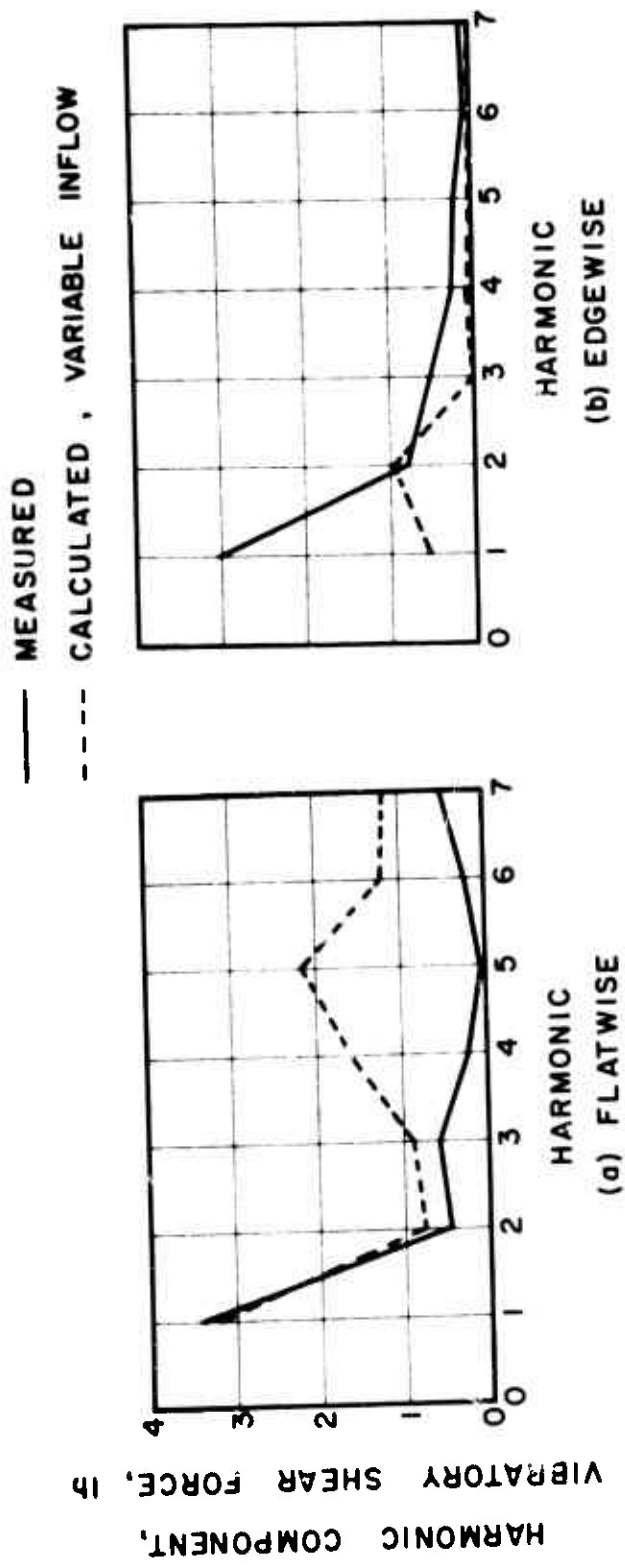 MEASURED
CALCULATED, VARIABLE INFLOW
HARMONIC COMPONENT,
VIBRATORY SHEAR FORCE, lb
4
3
2
1
0
0 1 2 3 4 5 6 7
HARMONIC
(a) FLATWISE
0 1 2 3 4 5 6 7
HARMONIC
(b) EDGEWISE